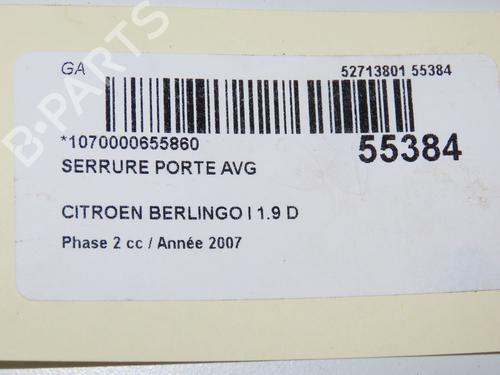 GA
52713801 55384
*1070000655860
55384
SERRURE PORTE AVG
CITROEN BERLINGO I 1.9 D
Phase 2 cc / Année 2007
B-PARTS